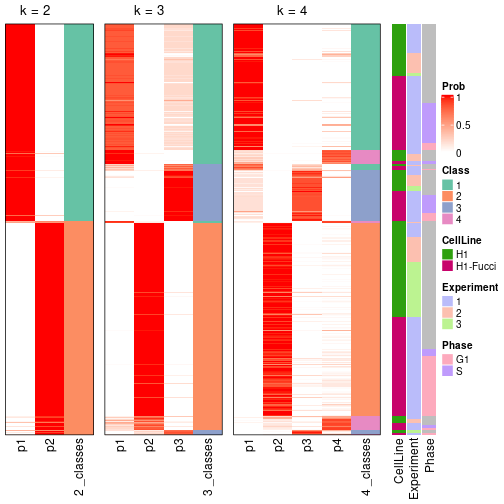 k = 2
k = 3
k = 4
p1
p2
2_classes
p1
p2
p3
3_classes
p1
p2
p3
p4
4_classes
CellLine
Experiment
Phase
Prob
1
0.5
0
Class
1
2
3
4
CellLine
H1
H1-Fucci
Experiment
1
2
3
Phase
G1
S